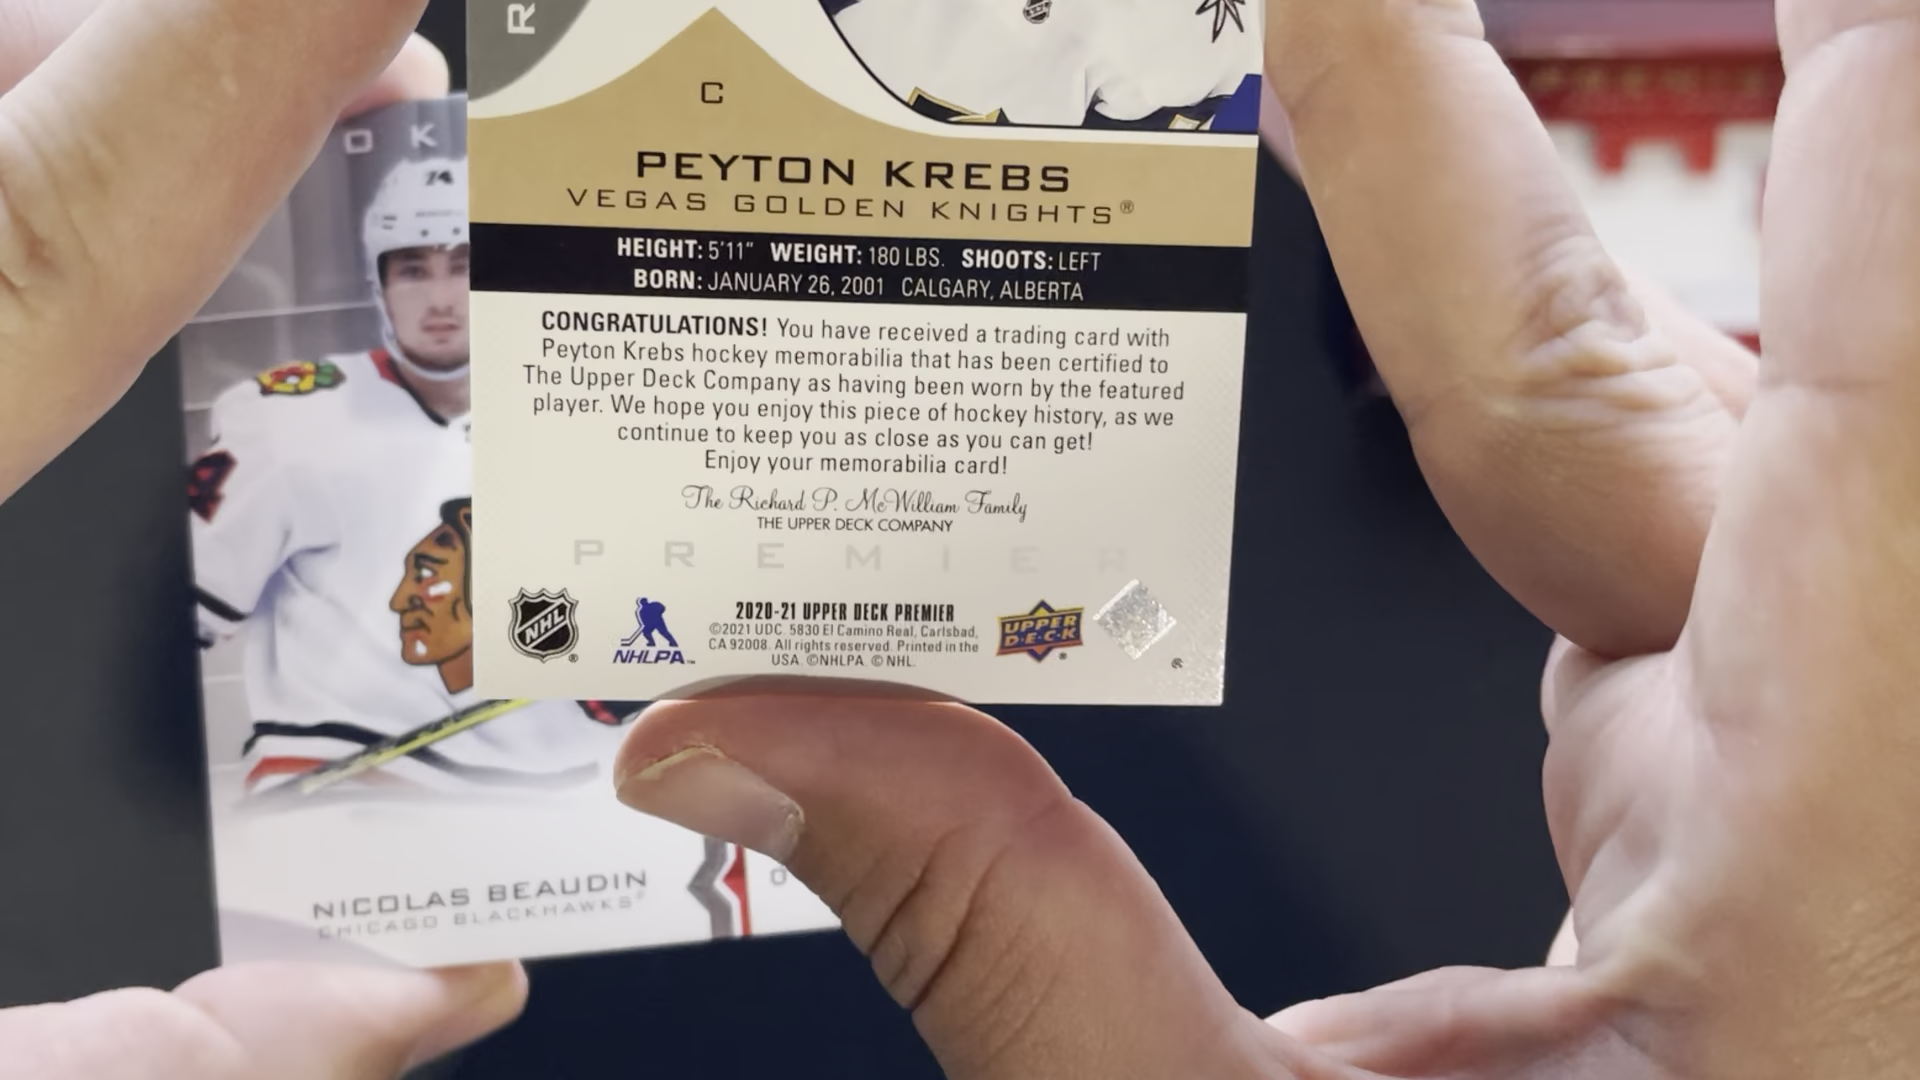 R
O K
74
C
PEYTON KREBS
VEGAS GOLDEN KNIGHTS®
HEIGHT: 5'11" WEIGHT: 180 LBS. SHOOTS: LEFT
BORN: JANUARY 26, 2001 CALGARY, ALBERTA
CONGRATULATIONS! You have received a trading card with
Peyton Krebs hockey memorabilia that has been certified to
The Upper Deck Company as having been worn by the featured
player. We hope you enjoy this piece of hockey history, as we
continue to keep you as close as you can get!
Enjoy your memorabilia card!
The Richard P. McWilliam Family
THE UPPER DECK COMPANY
PREMIER
NHL ®
NHLPA™
2020-21 UPPER DECK PREMIER
©2021 UDC. 5830 El Camino Real, Carlsbad,
CA 92008. All rights reserved. Printed in the
USA. ©NHLPA. © NHL.
UPPER
D·E·C·K ®
®
NICOLAS BEAUDIN
CHICAGO BLACKHAWKS®